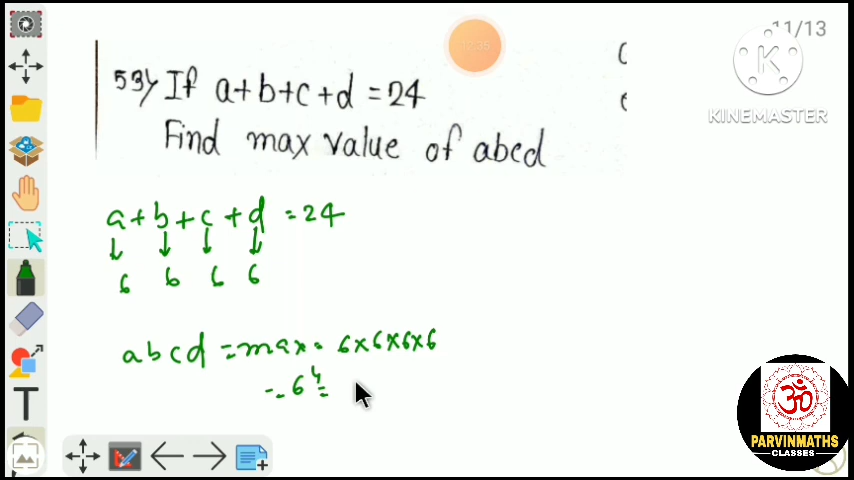 11/13
KINEMASTER
53) If a+b+c+d = 24
Find max value of abcd
a+b+c+d = 24
6 6 6 6
abcd = max = 6×6×6×6
= 6⁴ =
T
ॐ
PARVINMATHS
CLASSES